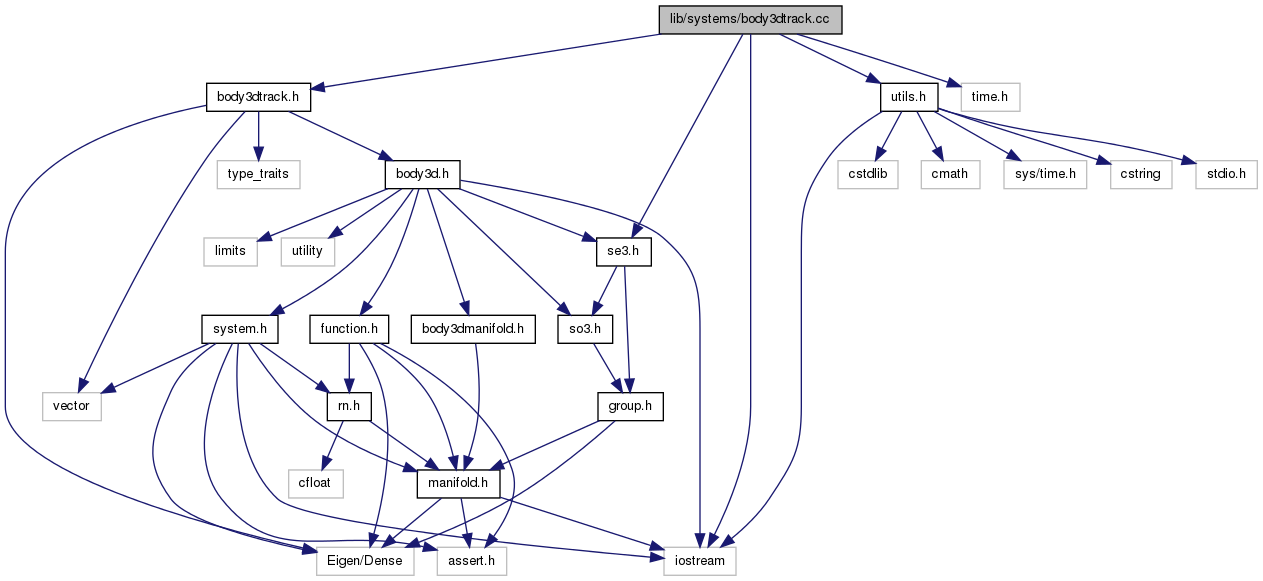 lib/systems/body3dtrack.cc
body3dtrack.h
utils.h
time.h
type_traits
body3d.h
cstdlib
cmath
sys/time.h
cstring
stdio.h
limits
utility
se3.h
system.h
function.h
body3dmanifold.h
so3.h
vector
rn.h
group.h
cfloat
manifold.h
Eigen/Dense
assert.h
iostream